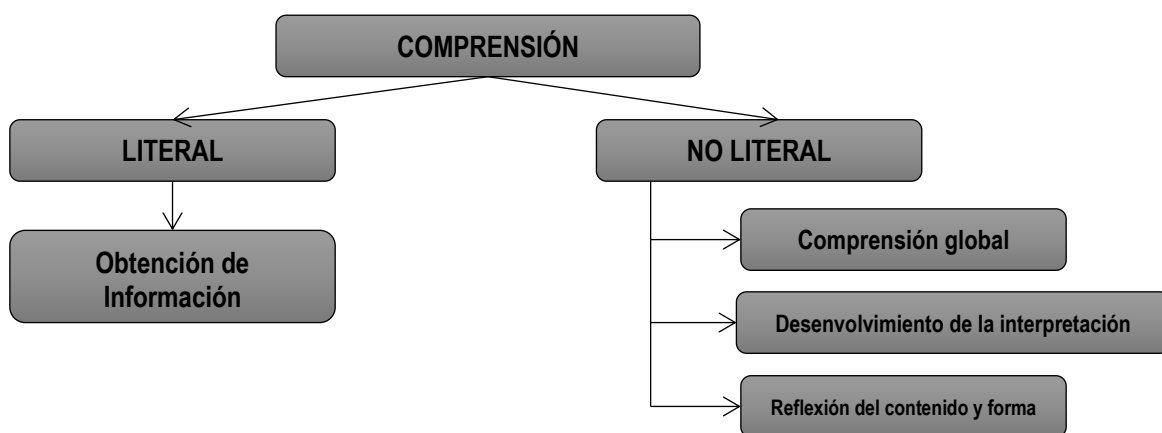 COMPRENSIÓN
LITERAL
NO LITERAL
Obtención de
Información
Comprensión global
Desenvolvimiento de la interpretación
Reflexión del contenido y forma